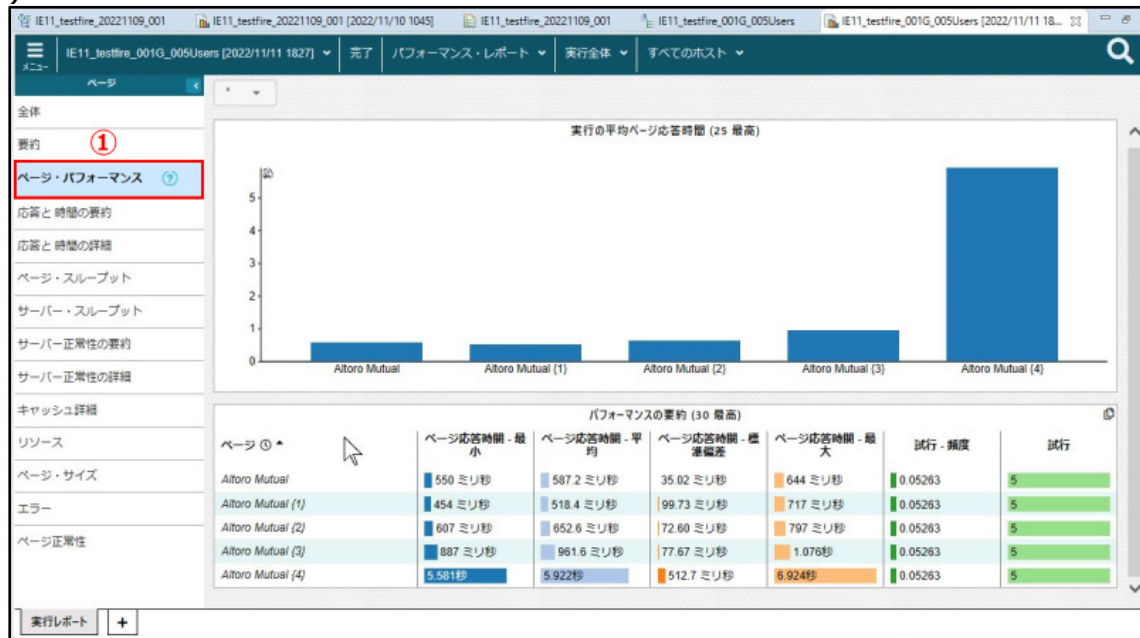 IE11_testfire_20221109_001
IE11_testfire_20221109_001 [2022/11/10 1045]
IE11_testfire_20221109_001
IE11_testfire_001G_005Users
IE11_testfire_001G_005Users [2022/11/11 18...
メニュー
IE11_testfire_001G_005Users [2022/11/11 1827]
完了
パフォーマンス・レポート
実行全体
すべてのホスト
ページ
*
全体
要約
①
ページ・パフォーマンス
応答と 時間の要約
応答と 時間の詳細
ページ・スループット
サーバー・スループット
サーバー正常性の要約
サーバー正常性の詳細
キャッシュ詳細
リソース
ページ・サイズ
エラー
ページ正常性
実行の平均ページ応答時間 (25 最高)
秒
5
4
3
2
1
0
Altoro Mutual
Altoro Mutual {1}
Altoro Mutual {2}
Altoro Mutual {3}
Altoro Mutual {4}
パフォーマンスの要約 (30 最高)
ページ ページ応答時間 - 最小 ページ応答時間 - 平均 ページ応答時間 - 標準偏差 ページ応答時間 - 最大 試行 - 頻度 試行
Altoro Mutual 550 ミリ秒 587.2 ミリ秒 35.02 ミリ秒 644 ミリ秒 0.05263 5
Altoro Mutual {1} 454 ミリ秒 518.4 ミリ秒 99.73 ミリ秒 717 ミリ秒 0.05263 5
Altoro Mutual {2} 607 ミリ秒 652.6 ミリ秒 72.60 ミリ秒 797 ミリ秒 0.05263 5
Altoro Mutual {3} 887 ミリ秒 961.6 ミリ秒 77.67 ミリ秒 1.076秒 0.05263 5
Altoro Mutual {4} 5.581秒 5.922秒 512.7 ミリ秒 6.924秒 0.05263 5
実行レポート
+